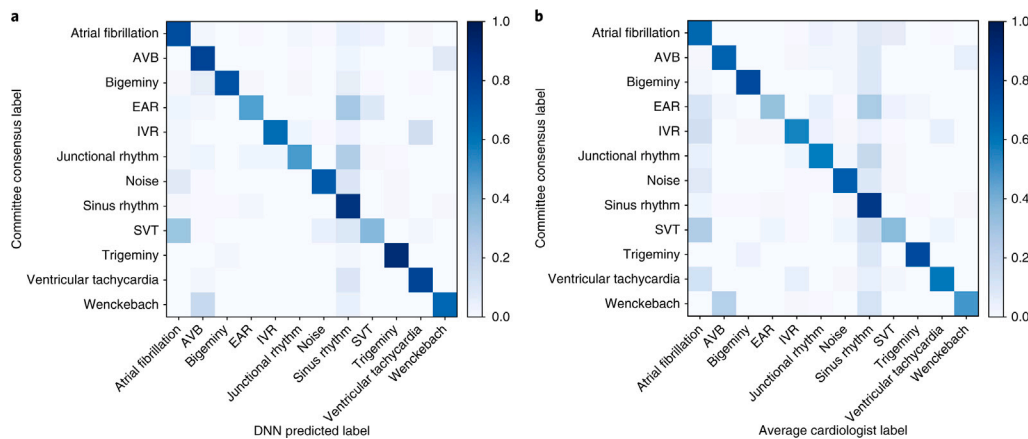 a
Committee consensus label
Atrial fibrillation
AVB
Bigeminy
EAR
IVR
Junctional rhythm
Noise
Sinus rhythm
SVT
Trigeminy
Ventricular tachycardia
Wenckebach
Atrial fibrillation
AVB
Bigeminy
EAR
IVR
Junctional rhythm
Noise
Sinus rhythm
SVT
Trigeminy
Ventricular tachycardia
Wenckebach
DNN predicted label
1.0
0.8
0.6
0.4
0.2
0.0
b
Committee consensus label
Atrial fibrillation
AVB
Bigeminy
EAR
IVR
Junctional rhythm
Noise
Sinus rhythm
SVT
Trigeminy
Ventricular tachycardia
Wenckebach
Atrial fibrillation
AVB
Bigeminy
EAR
IVR
Junctional rhythm
Noise
Sinus rhythm
SVT
Trigeminy
Ventricular tachycardia
Wenckebach
Average cardiologist label
1.0
0.8
0.6
0.4
0.2
0.0